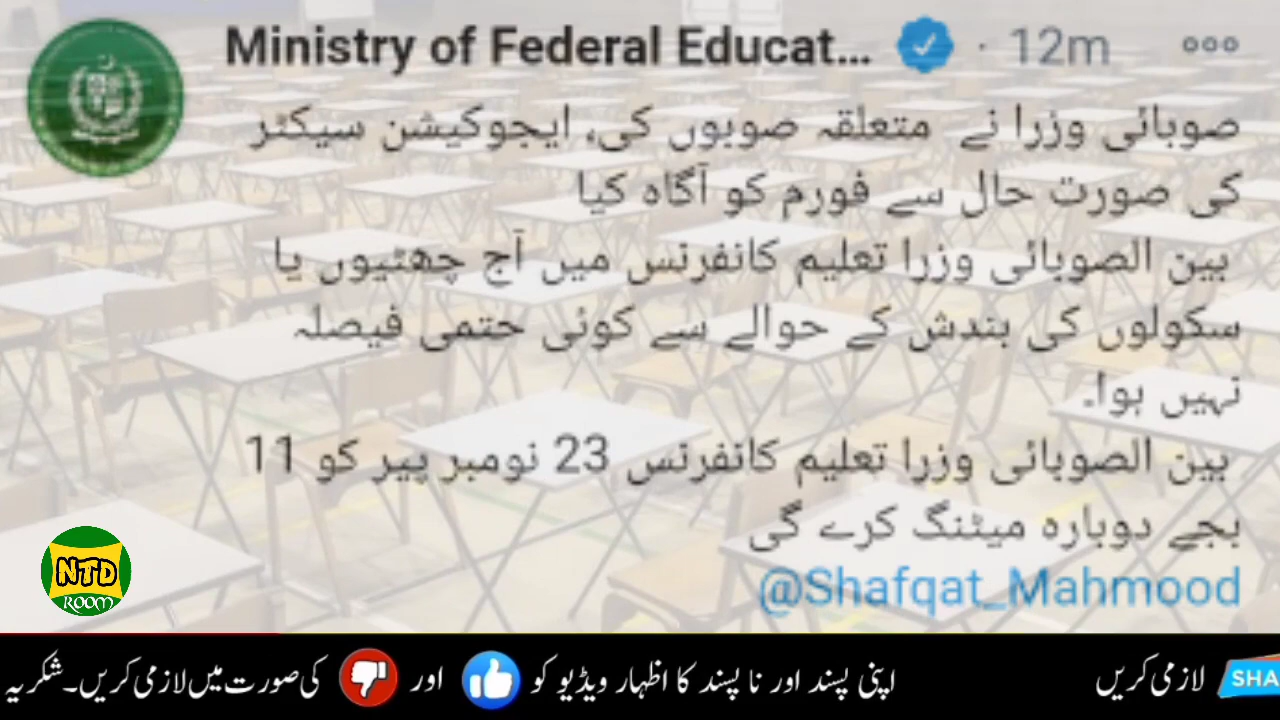 Ministry of Federal Educat... · 12m
صوبائی وزرا نے متعلقہ صوبوں کی، ایجوکیشن سیکٹر
کی صورت حال سے فورم کو آگاہ کیا
بین الصوبائی وزرا تعلیم کانفرنس میں آج چھٹیوں یا
سکولوں کی بندش کے حوالے سے کوئی حتمی فیصلہ
نہیں ہوا۔
بین الصوبائی وزرا تعلیم کانفرنس 23 نومبر پیر کو 11
بجے دوبارہ میٹنگ کرے گی
@Shafqat_Mahmood
NTD
ROOM
SHA لازمی کریں اپنی پسند اور نا پسند کا اظہار ویڈیو کو اور کی صورت میں لازمی کریں۔ شکریہ